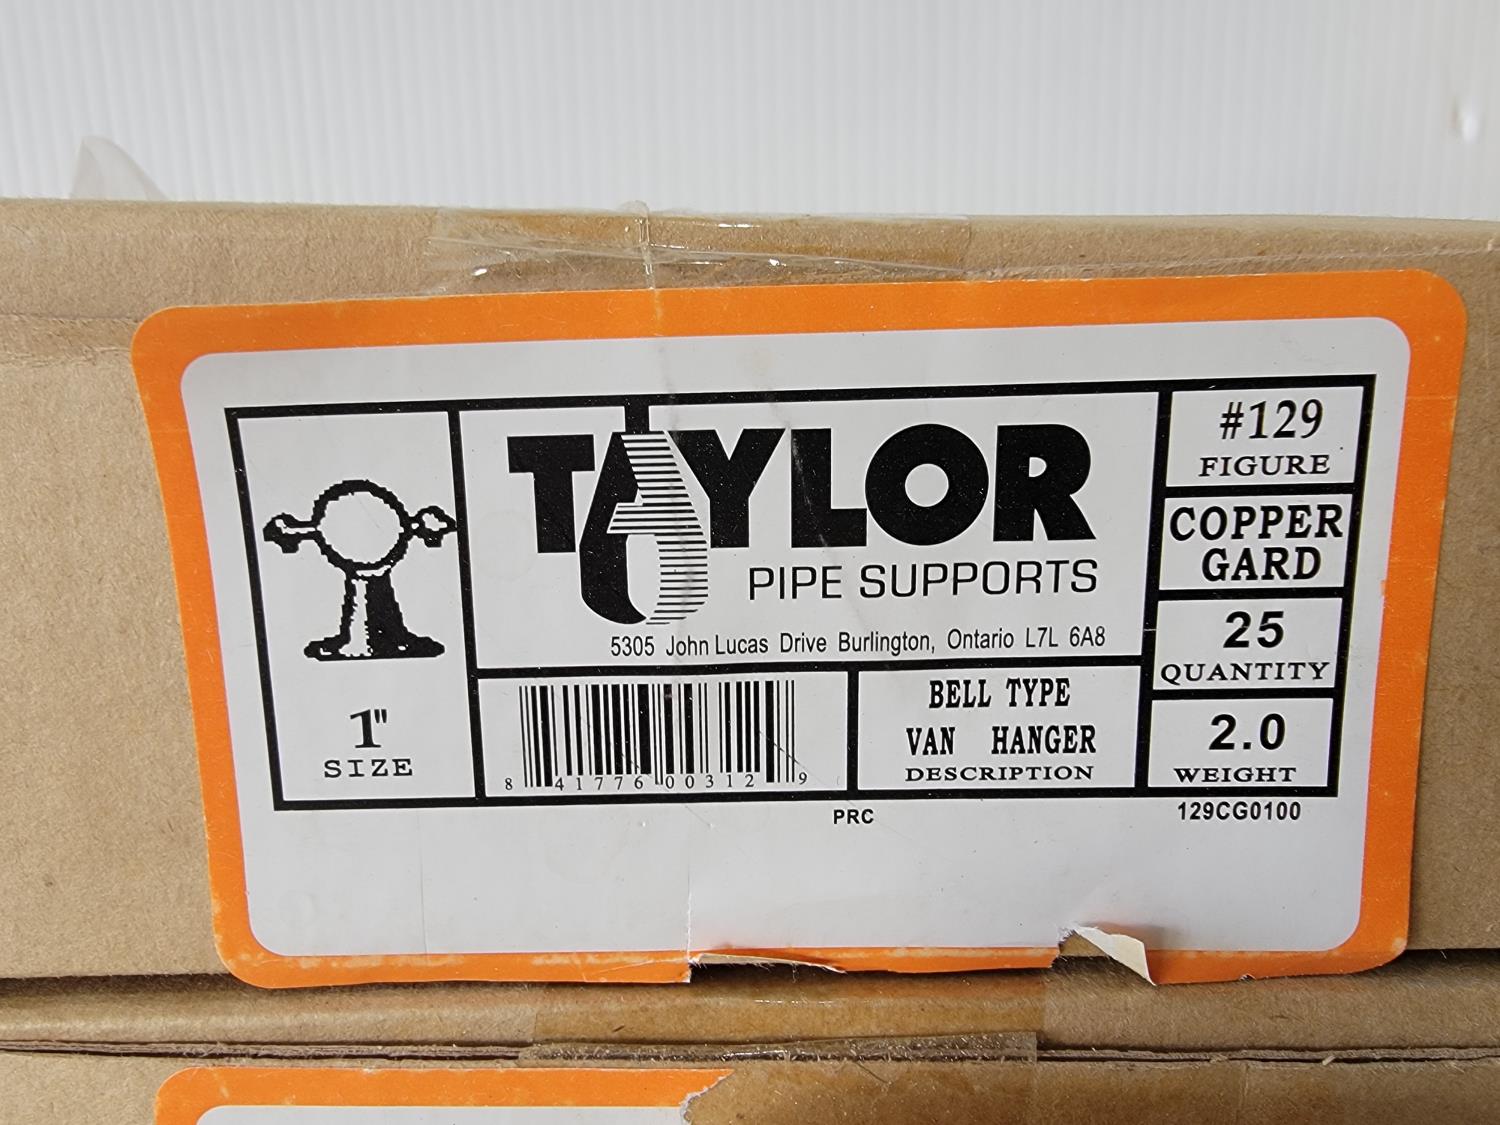 1"
SIZE
TAYLOR
PIPE SUPPORTS
5305 John Lucas Drive Burlington, Ontario L7L 6A8
8 41776 00312 9
BELL TYPE
VAN HANGER
DESCRIPTION
#129
FIGURE
COPPER
GARD
25
QUANTITY
2.0
WEIGHT
PRC
129CG0100